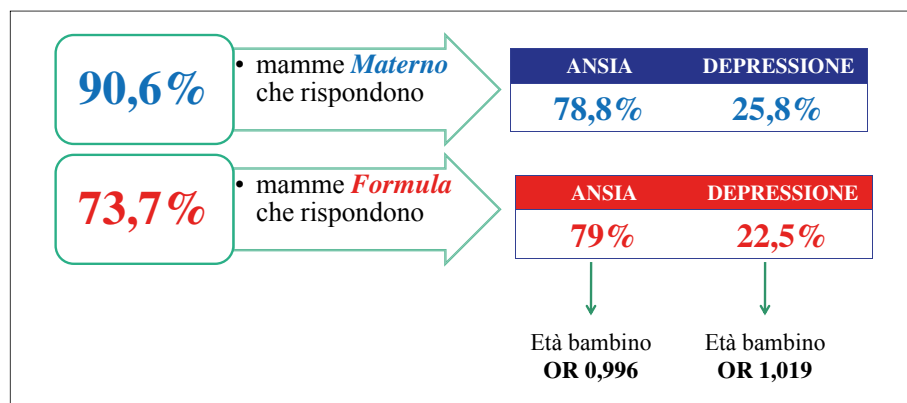 90,6%
• mamme Materno
che rispondono
ANSIA DEPRESSIONE
78,8% 25,8%
73,7%
• mamme Formula
che rispondono
ANSIA DEPRESSIONE
79% 22,5%
Età bambino Età bambino
OR 0,996 OR 1,019